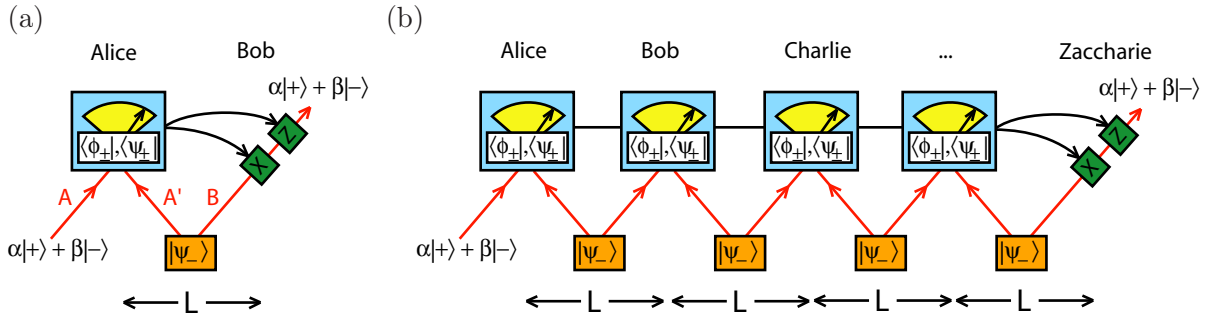 (a)
Alice
Bob
α|+⟩ + β|−⟩
⟨ϕ±|,⟨ψ±|
Z
X
A
A'
B
α|+⟩ + β|−⟩
|ψ−⟩
L
(b)
Alice
Bob
Charlie
...
Zaccharie
α|+⟩ + β|−⟩
⟨ϕ±|,⟨ψ±|
⟨ϕ±|,⟨ψ±|
⟨ϕ±|,⟨ψ±|
⟨ϕ±|,⟨ψ±|
Z
X
α|+⟩ + β|−⟩
|ψ−⟩
|ψ−⟩
|ψ−⟩
|ψ−⟩
L
L
L
L